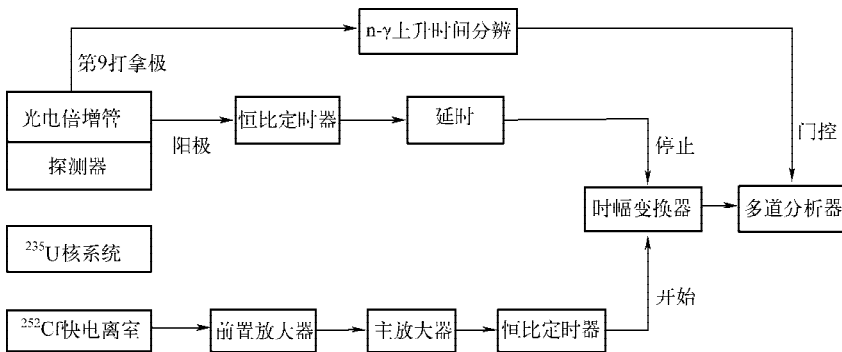 n-γ上升时间分辨
第9打拿极
光电倍增管
恒比定时器
延时
阳极
停止
门控
探测器
时幅变换器
多道分析器
²³⁵U核系统
开始
²⁵²Cf快电离室
前置放大器
主放大器
恒比定时器